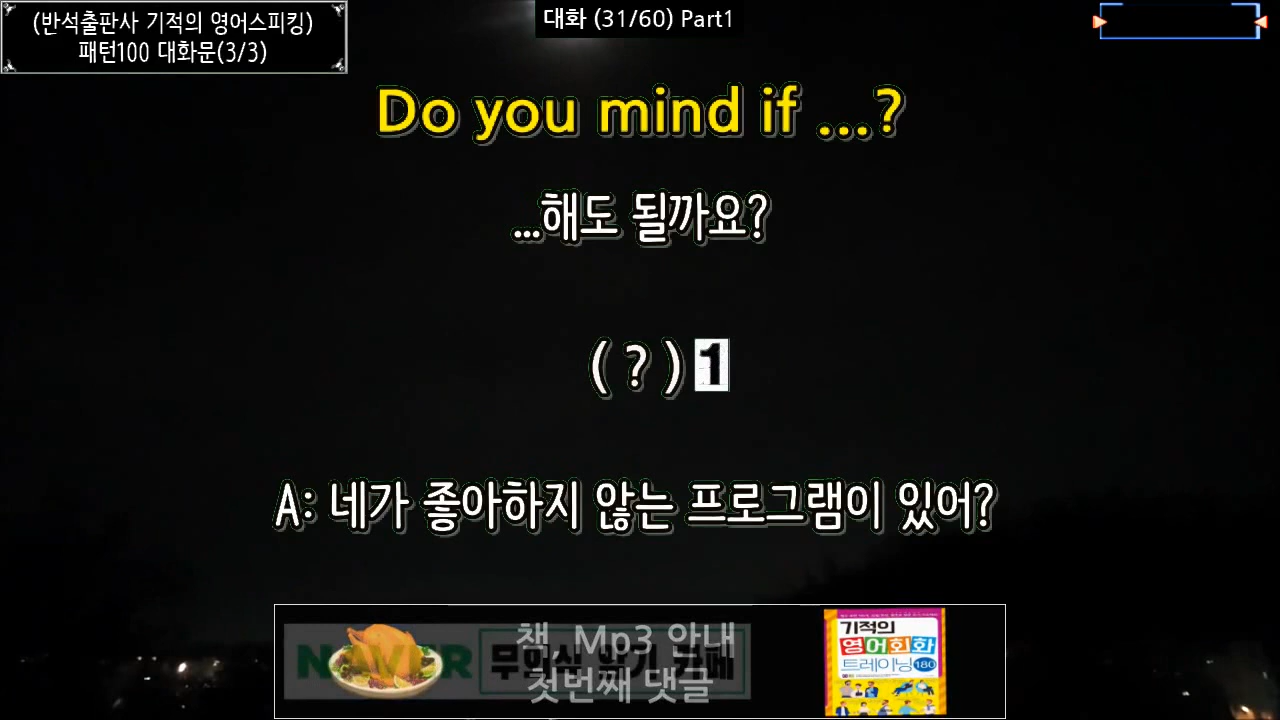 (반석출판사 기적의 영어스피킹)
패턴100 대화문(3/3)
대화 (31/60) Part1
Do you mind if ...?
...해도 될까요?
( ? ) 1
A: 네가 좋아하지 않는 프로그램이 있어?
책, Mp3 안내
첫번째 댓글
NAVER
기적의
영어회화
트레이닝 180